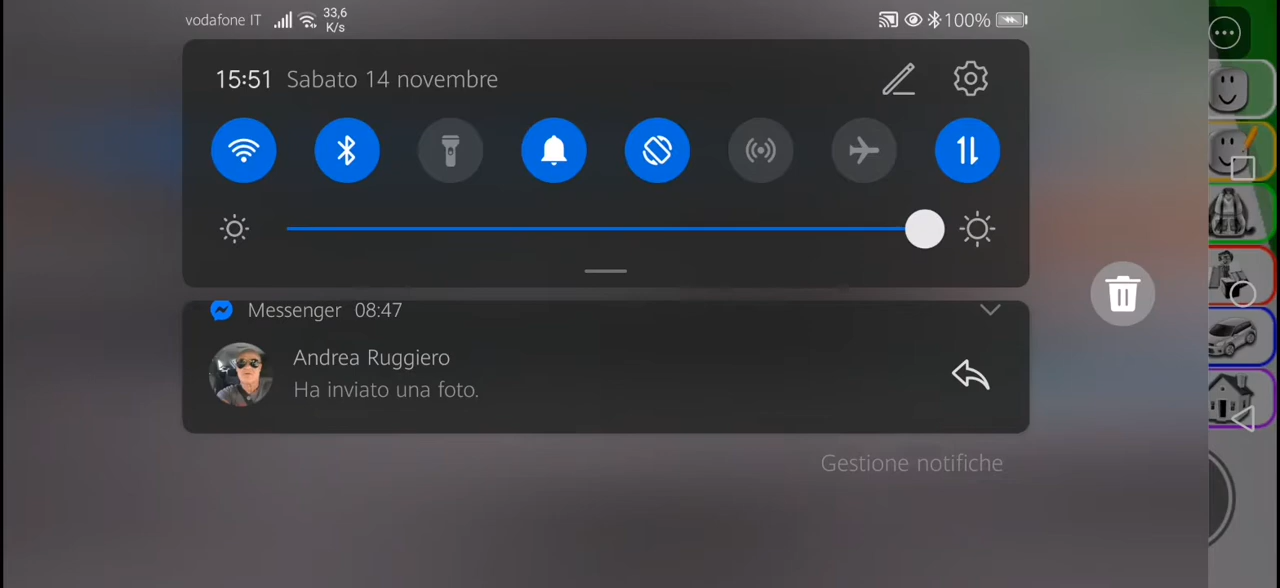 vodafone IT
33,6
K/s
100%
15:51 Sabato 14 novembre
Messenger 08:47
Andrea Ruggiero
Ha inviato una foto.
Gestione notifiche